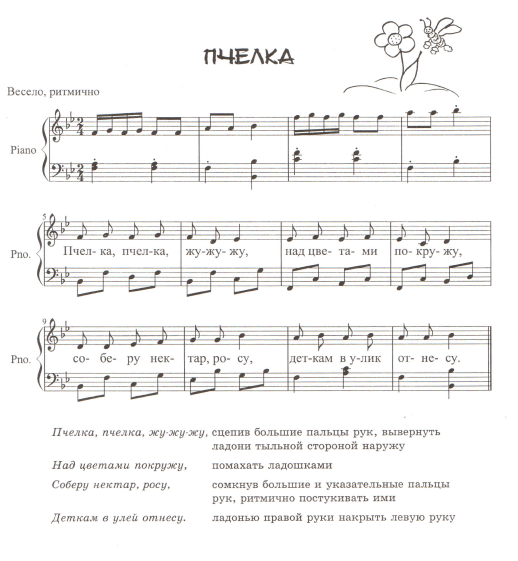 ПЧЕЛКА
Весело, ритмично
Piano
5
Pno.
Пчел- ка, пчел-ка, жу-жу- жу, над цве- та- ми по- кру- жу,
9
Pno.
со- бе- ру нек- тар, ро- су, дет-кам в у-лик от- не- су.
Пчелка, пчелка, жу-жу-жу, сцепив большие пальцы рук, вывернуть
ладони тыльной стороной наружу
Над цветами покружу, помахать ладошками
Соберу нектар, росу, сомкнув большие и указательные пальцы
рук, ритмично постукивать ими
Деткам в улей отнесу. ладонью правой руки накрыть левую руку